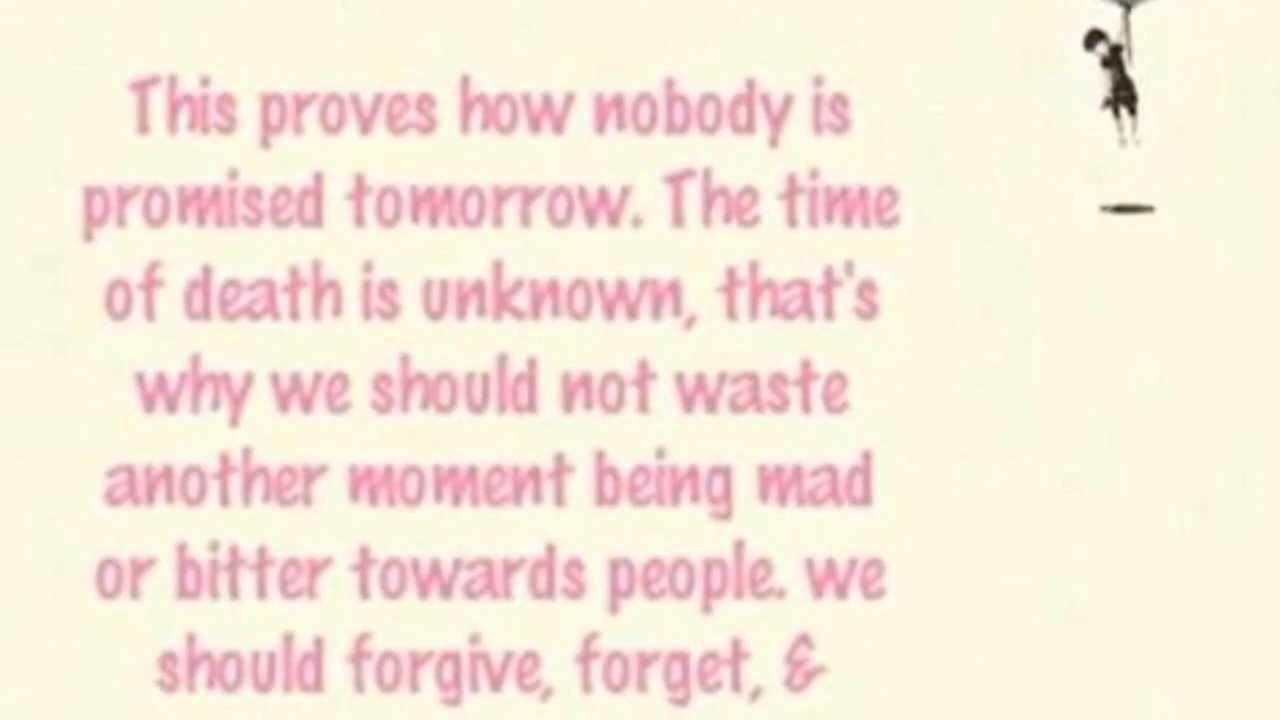 This proves how nobody is
promised tomorrow. The time
of death is unknown, that's
why we should not waste
another moment being mad
or bitter towards people. we
should forgive, forget, &